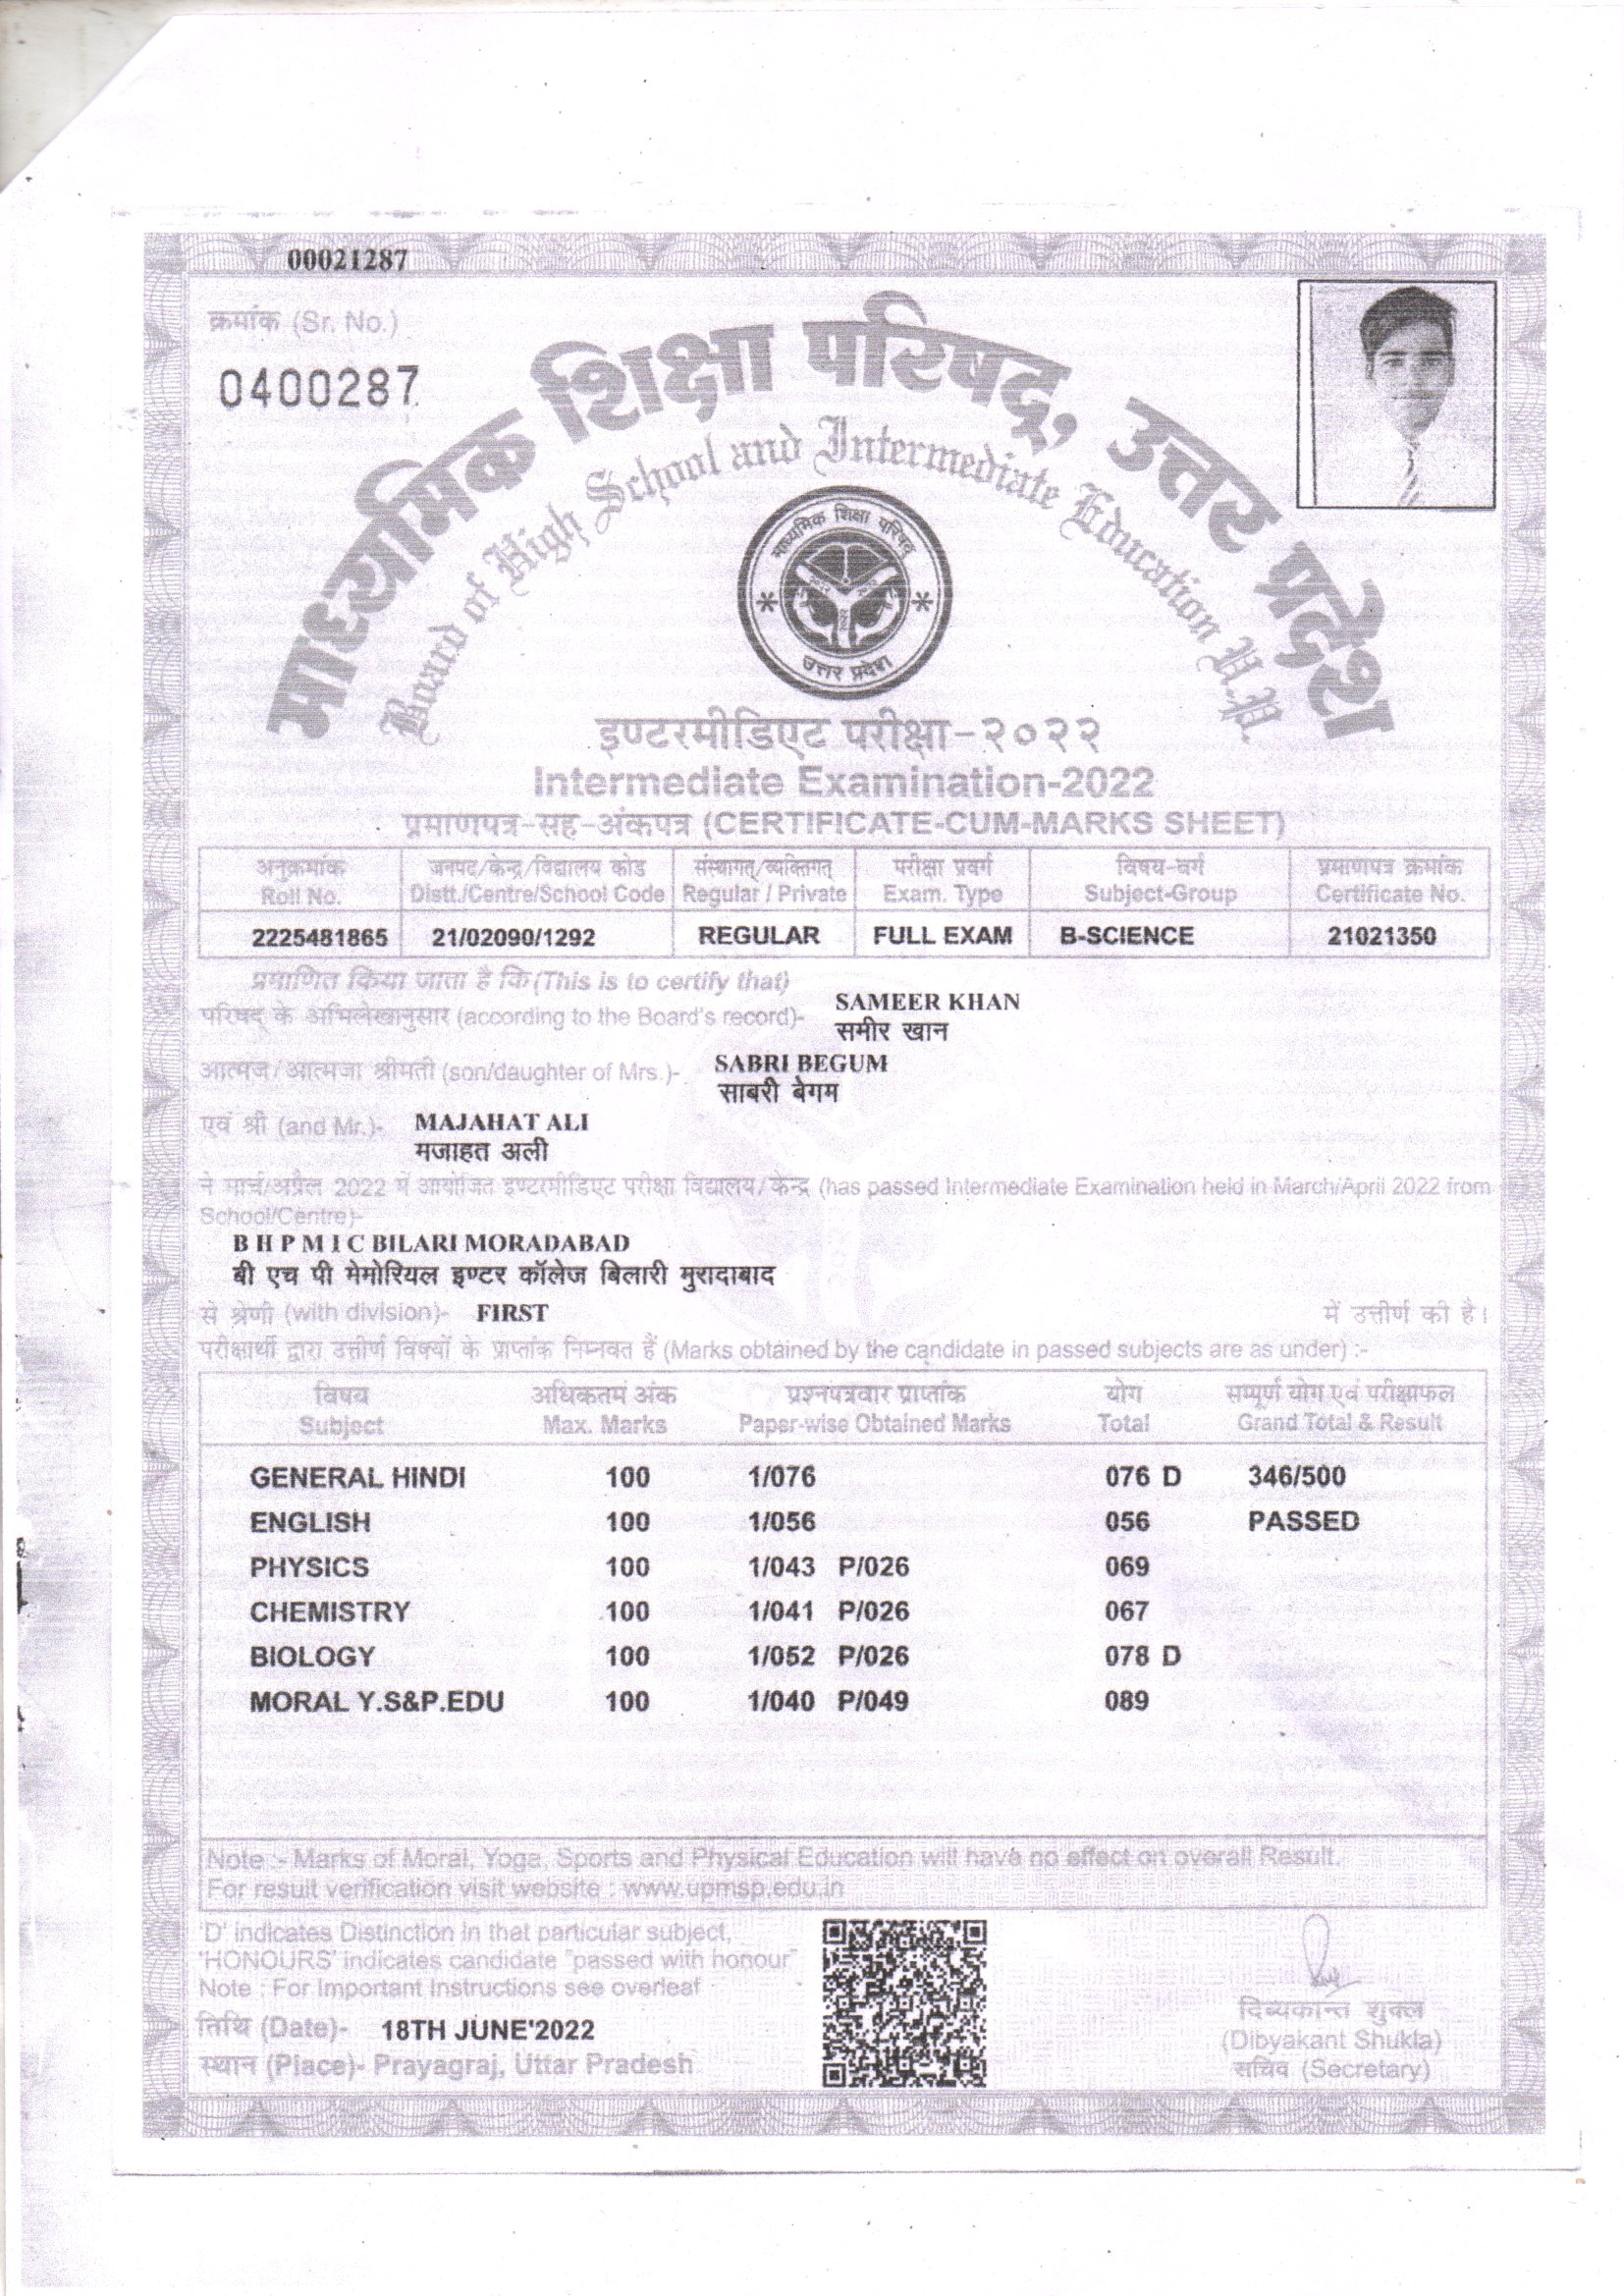 00021287
क्रमांक (Sr. No.)
0400287
माध्यमिक शिक्षा परिषद्, उत्तर प्रदेश
Board of High School and Intermediate Education U.P.
माध्यमिक शिक्षा परिषद्
उत्तर प्रदेश
इण्टरमीडिएट परीक्षा-२०२२
Intermediate Examination-2022
प्रमाणपत्र-सह-अंकपत्र (CERTIFICATE-CUM-MARKS SHEET)
अनुक्रमांक जनपद/केन्द्र/विद्यालय कोड संस्थागत्/व्यक्तिगत् परीक्षा प्रवर्ग विषय-वर्ग प्रमाणपत्र क्रमांक
Roll No. Distt./Centre/School Code Regular / Private Exam. Type Subject-Group Certificate No.
2225481865 21/02090/1292 REGULAR FULL EXAM B-SCIENCE 21021350
प्रमाणित किया जाता है कि (This is to certify that)
परिषद् के अभिलेखानुसार (according to the Board's record)- SAMEER KHAN
समीर खान
आत्मज/आत्मजा श्रीमती (son/daughter of Mrs.)- SABRI BEGUM
साबरी बेगम
एवं श्री (and Mr.)- MAJAHAT ALI
मजाहत अली
ने मार्च/अप्रैल 2022 में आयोजित इण्टरमीडिएट परीक्षा विद्यालय/केन्द्र (has passed Intermediate Examination held in March/April 2022 from
School/Centre)-
B H P M I C BILARI MORADABAD
बी एच पी मेमोरियल इण्टर कॉलेज बिलारी मुरादाबाद
से श्रेणी (with division)- FIRST में उत्तीर्ण की है।
परीक्षार्थी द्वारा उत्तीर्ण विषयों के प्राप्तांक निम्नवत हैं (Marks obtained by the candidate in passed subjects are as under) :-
विषय अधिकतमं अंक प्रश्नपत्रवार प्राप्तांक योग सम्पूर्ण योग एवं परीक्षाफल
Subject Max. Marks Paper-wise Obtained Marks Total Grand Total & Result
GENERAL HINDI 100 1/076 076 D 346/500
ENGLISH 100 1/056 056 PASSED
PHYSICS 100 1/043 P/026 069
CHEMISTRY 100 1/041 P/026 067
BIOLOGY 100 1/052 P/026 078 D
MORAL Y.S&P.EDU 100 1/040 P/049 089
Note :- Marks of Moral, Yoga, Sports and Physical Education will have no effect on overall Result.
For result verification visit website : www.upmsp.edu.in
'D' indicates Distinction in that particular subject,
'HONOURS' indicates candidate "passed with honour"
Note : For Important Instructions see overleaf
तिथि (Date)- 18TH JUNE'2022
स्थान (Place)- Prayagraj, Uttar Pradesh
दिव्यकान्त शुक्ल
(Dibyakant Shukla)
सचिव (Secretary)